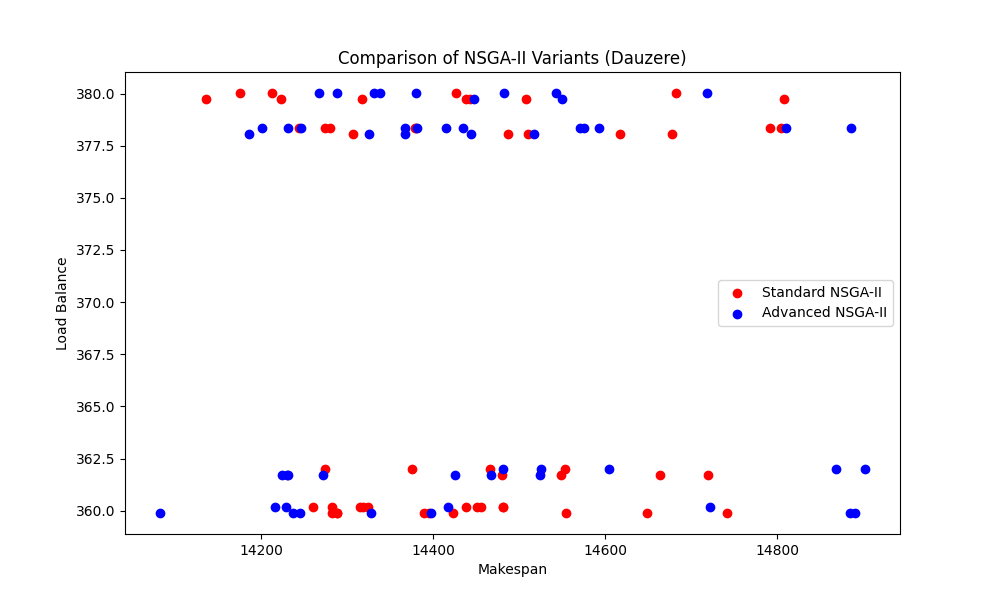 Comparison of NSGA-II Variants (Dauzere)
Load Balance
380.0
377.5
375.0
372.5
370.0
367.5
365.0
362.5
360.0
Standard NSGA-II
Advanced NSGA-II
14200 14400 14600 14800
Makespan